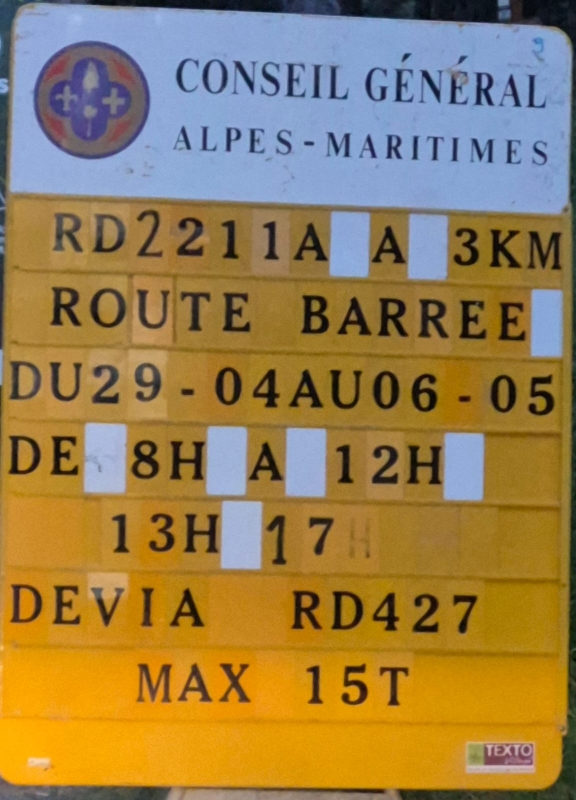 CONSEIL GÉNÉRAL
ALPES-MARITIMES
RD2211A A 3KM
ROUTE BARREE
DU29-04AU06-05
DE 8H A 12H
13H 17H
DEVIA RD427
MAX 15T
TEXTO